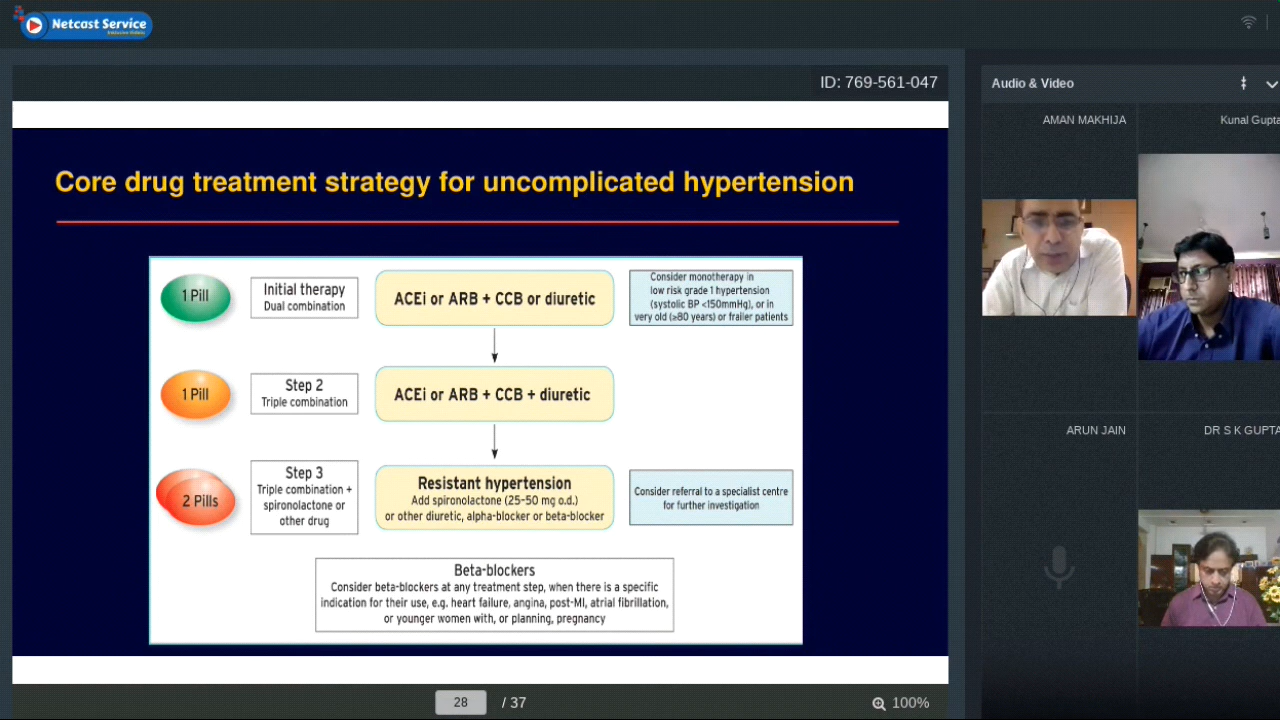 Netcast Service
ID: 769-561-047
Core drug treatment strategy for uncomplicated hypertension
1 Pill
Initial therapy
Dual combination
ACEi or ARB + CCB or diuretic
Consider monotherapy in
low risk grade 1 hypertension
(systolic BP <150mmHg), or in
very old (≥80 years) or frailer patients
1 Pill
Step 2
Triple combination
ACEi or ARB + CCB + diuretic
2 Pills
Step 3
Triple combination +
spironolactone or
other drug
Resistant hypertension
Add spironolactone (25-50 mg o.d.)
or other diuretic, alpha-blocker or beta-blocker
Consider referral to a specialist centre
for further investigation
Beta-blockers
Consider beta-blockers at any treatment step, when there is a specific
indication for their use, e.g. heart failure, angina, post-MI, atrial fibrillation,
or younger women with, or planning, pregnancy
28 / 37
100%
Audio & Video
AMAN MAKHIJA
Kunal Gupta
ARUN JAIN
DR S K GUPTA